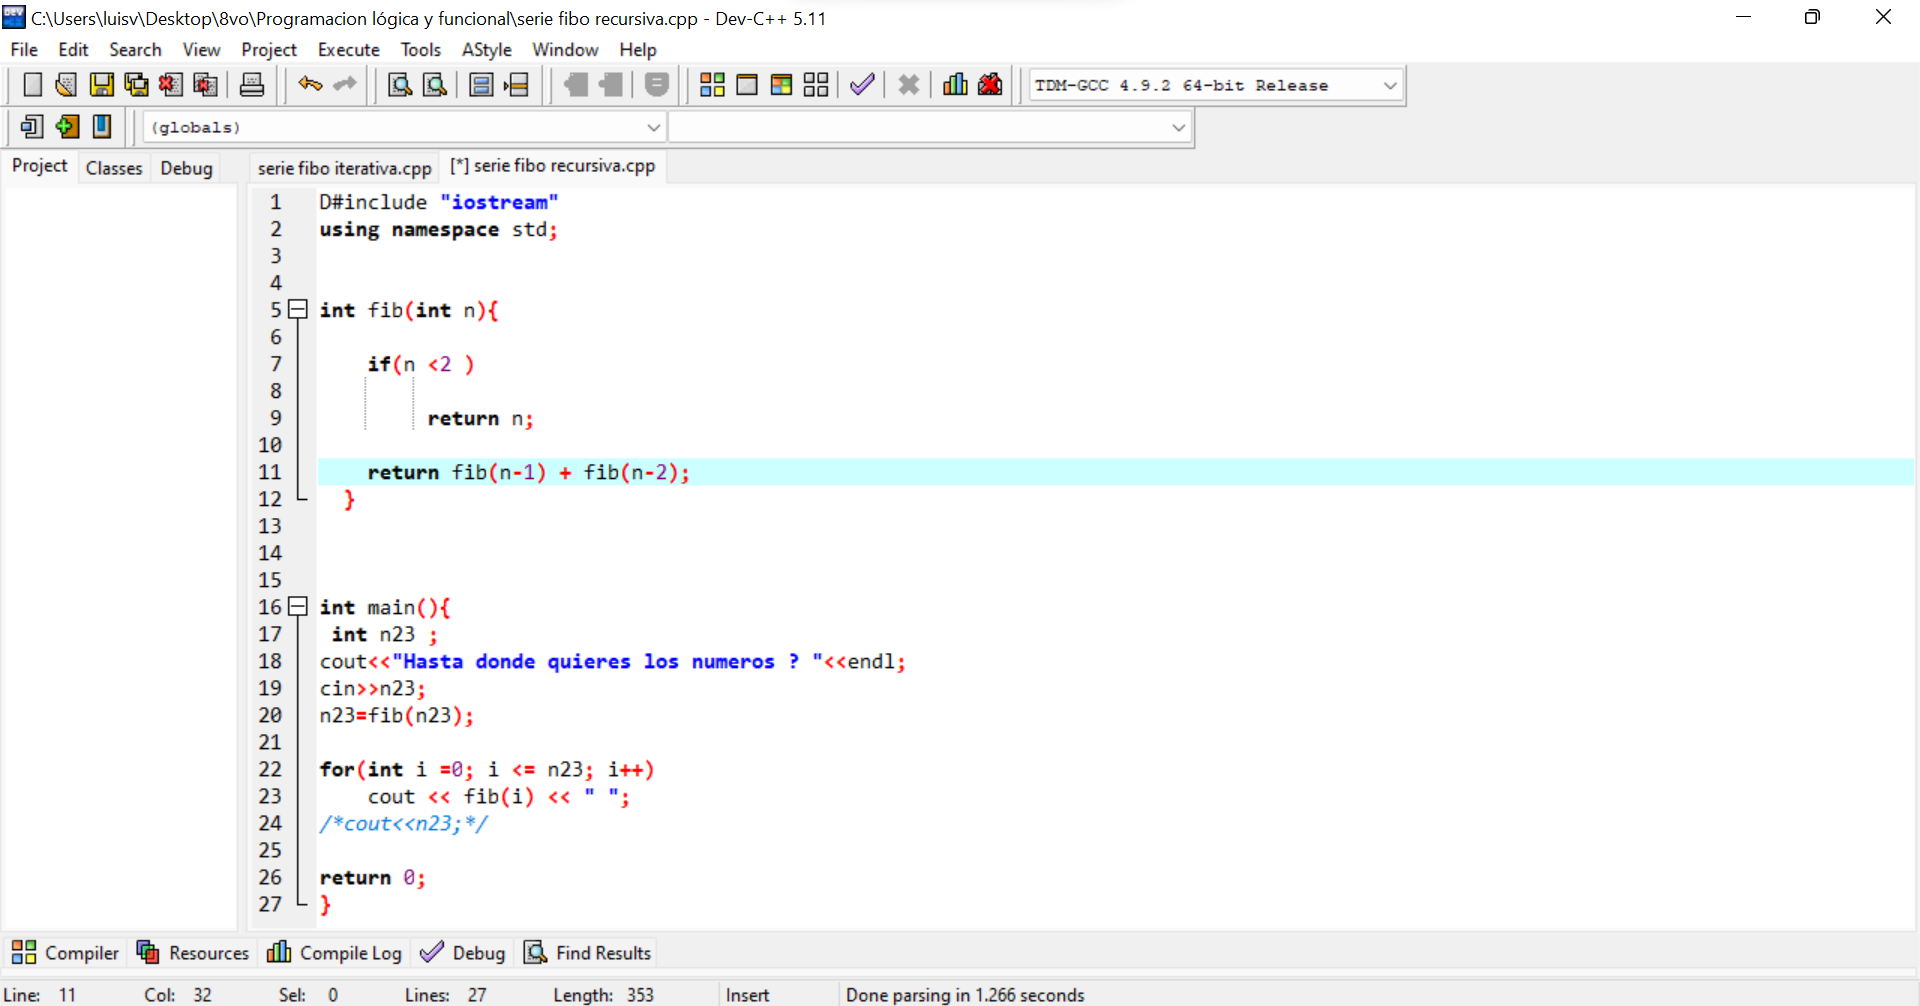 C:\Users\luisv\Desktop\8vo\Programacion lógica y funcional\serie fibo recursiva.cpp - Dev-C++ 5.11
File Edit Search View Project Execute Tools AStyle Window Help
TDM-GCC 4.9.2 64-bit Release
(globals)
Project Classes Debug serie fibo iterativa.cpp [*] serie fibo recursiva.cpp
1 D#include "iostream"
2 using namespace std;
3
4
5 int fib(int n){
6
7 if(n <2 )
8
9 return n;
10
11 return fib(n-1) + fib(n-2);
12 }
13
14
15
16 int main(){
17 int n23 ;
18 cout<<"Hasta donde quieres los numeros ? "<<endl;
19 cin>>n23;
20 n23=fib(n23);
21
22 for(int i =0; i <= n23; i++)
23 cout << fib(i) << " ";
24 /*cout<<n23;*/
25
26 return 0;
27 }
Compiler Resources Compile Log Debug Find Results
Line: 11 Col: 32 Sel: 0 Lines: 27 Length: 353 Insert Done parsing in 1.266 seconds